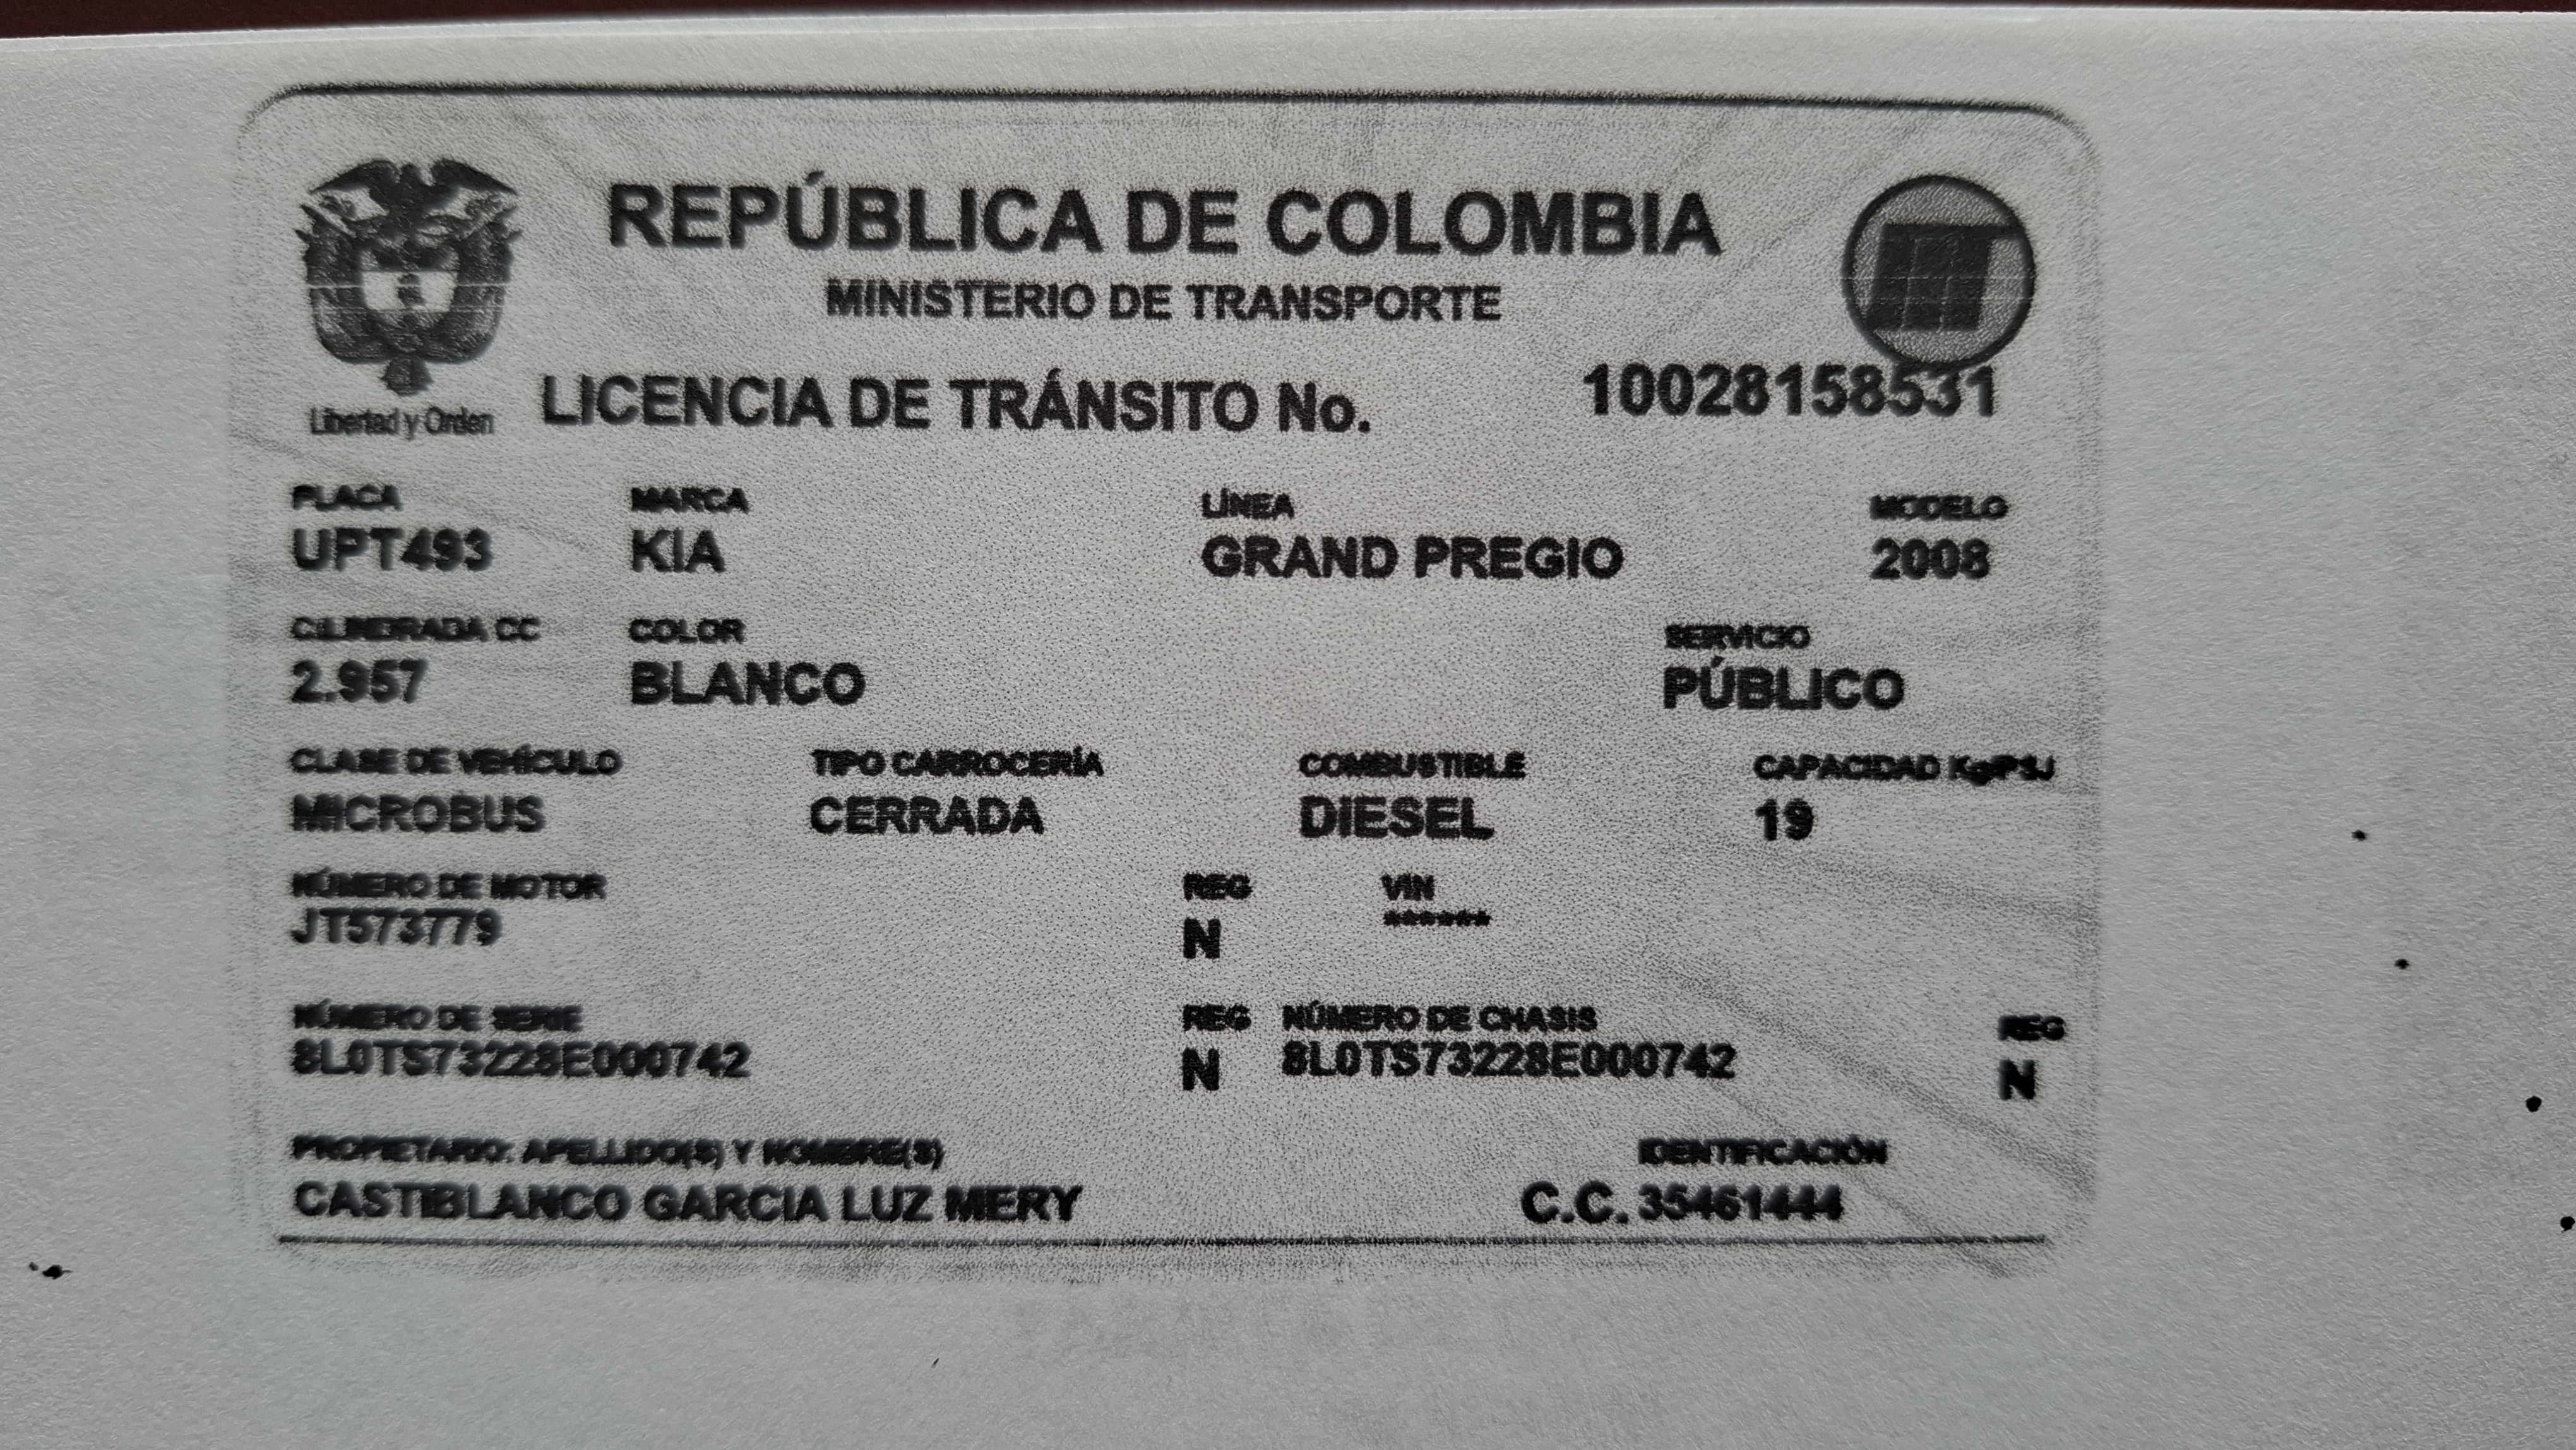 REPÚBLICA DE COLOMBIA
MINISTERIO DE TRANSPORTE
Libertad y Orden
LICENCIA DE TRÁNSITO No. 10028158531
PLACA MARCA LÍNEA MODELO
UPT493 KIA GRAND PREGIO 2008
CILINDRADA CC COLOR SERVICIO
2.957 BLANCO PÚBLICO
CLASE DE VEHÍCULO TIPO CARROCERÍA COMBUSTIBLE CAPACIDAD Kg/PSJ
MICROBUS CERRADA DIESEL 19
NÚMERO DE MOTOR REG VIN
JT573779 N ******
NÚMERO DE SERIE REG NÚMERO DE CHASIS REG
8L0TS73228E000742 N 8L0TS73228E000742 N
PROPIETARIO: APELLIDO(S) Y NOMBRE(S) IDENTIFICACIÓN
CASTIBLANCO GARCIA LUZ MERY C.C. 35461444